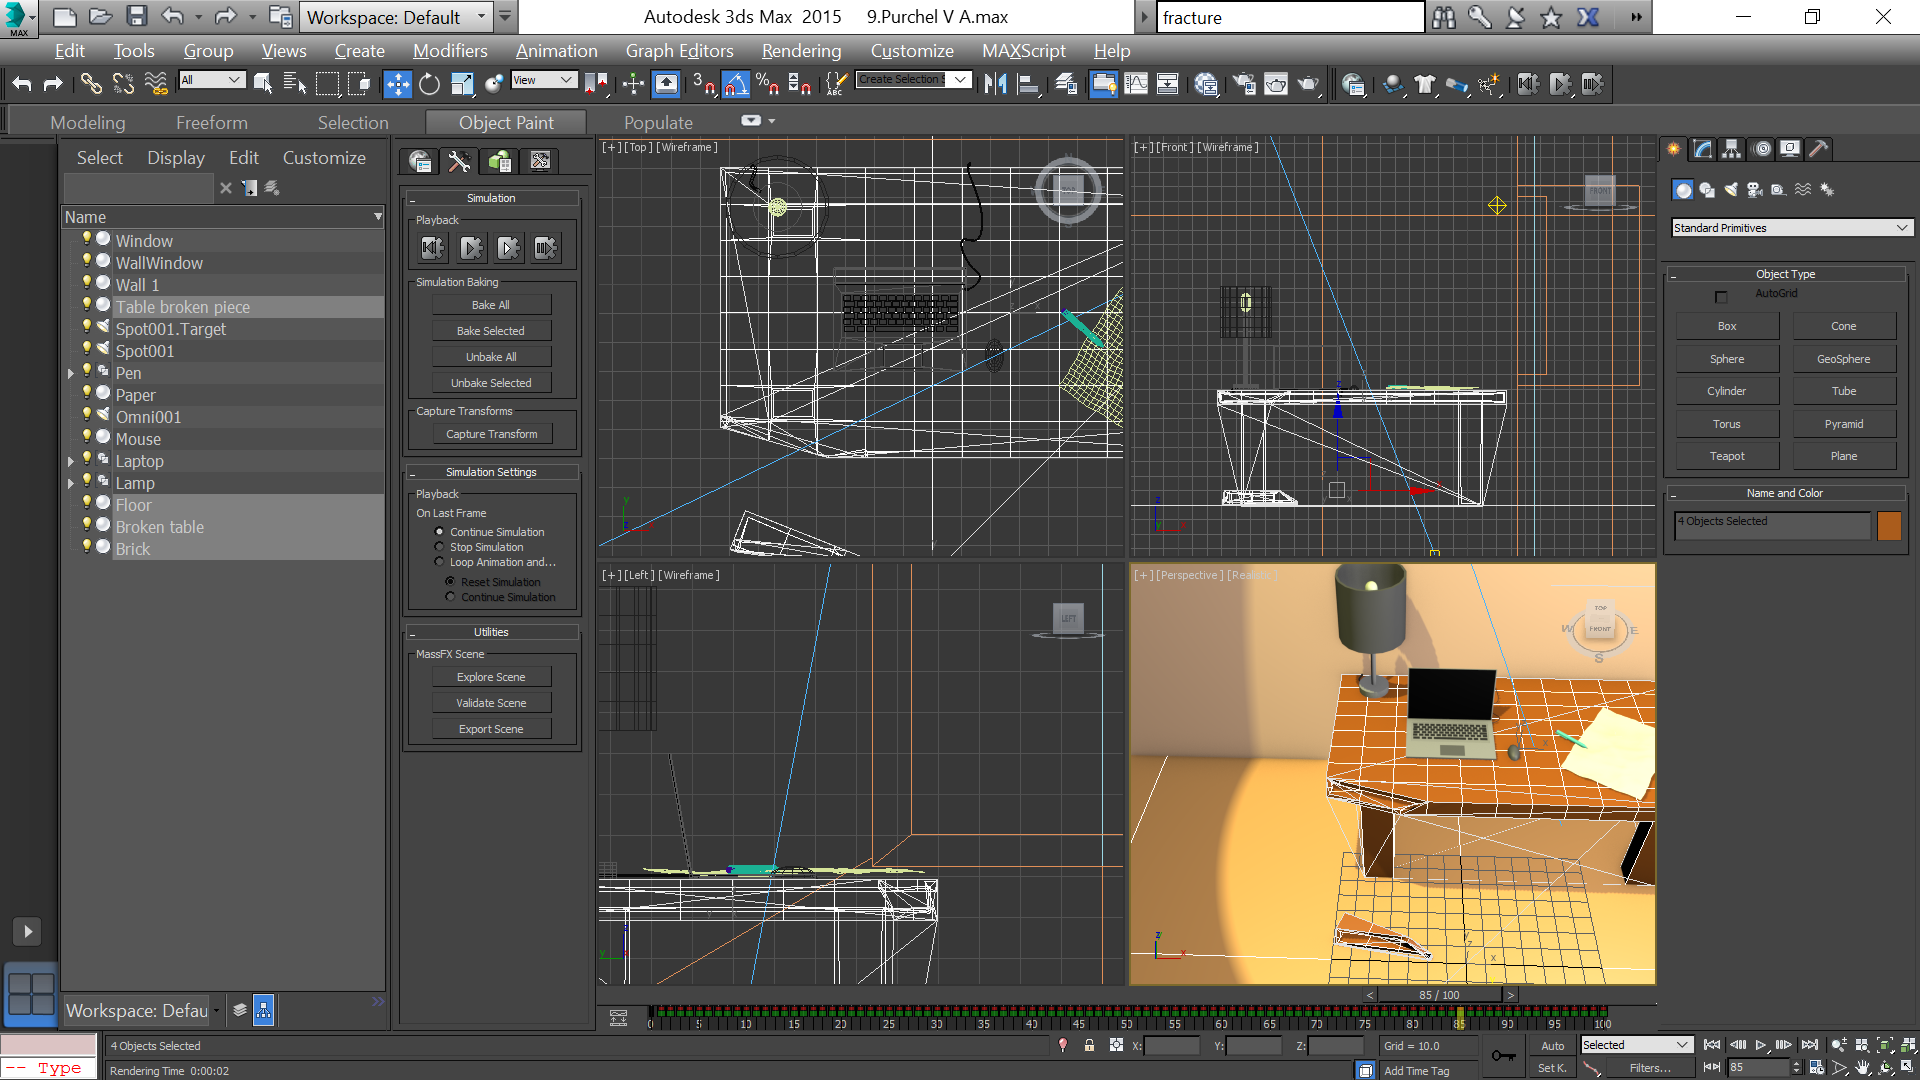 MAX
Workspace: Default
Autodesk 3ds Max 2015 9.Purchel V A.max
fracture
Edit Tools Group Views Create Modifiers Animation Graph Editors Rendering Customize MAXScript Help
All
View
3
%
ABC
Create Selection S
Modeling Freeform Selection Object Paint Populate
Select Display Edit Customize
Name
Window
WallWindow
Wall 1
Table broken piece
Spot001.Target
Spot001
Pen
Paper
Omni001
Mouse
Laptop
Lamp
Floor
Broken table
Brick
Workspace: Defau
Simulation
Playback
Simulation Baking
Bake All
Bake Selected
Unbake All
Unbake Selected
Capture Transforms
Capture Transform
Simulation Settings
Playback
On Last Frame
Continue Simulation
Stop Simulation
Loop Animation and...
Reset Simulation
Continue Simulation
Utilities
MassFX Scene
Explore Scene
Validate Scene
Export Scene
[+][Top][Wireframe]
TOP
[+][Front][Wireframe]
FRONT
[+][Left][Wireframe]
LEFT
[+][Perspective][Realis
TOP
FRONT
W E
S
Standard Primitives
Object Type
AutoGrid
Box Cone
Sphere GeoSphere
Cylinder Tube
Torus Pyramid
Teapot Plane
Name and Color
4 Objects Selected
< 85 / 100 >
0 5 10 15 20 25 30 35 40 45 50 55 60 65 70 75 80 85 90 95 100
4 Objects Selected
X: Y: Z: Grid = 10.0
Auto Selected
-- Type
Rendering Time 0:00:02
Add Time Tag
Set K. Filters...
85